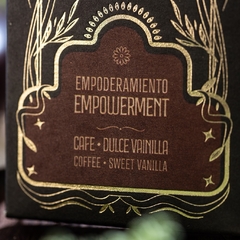 EMPODERAMIENTO
EMPOWERMENT
CAFE • DULCE VAINILLA
COFFEE • SWEET VANILLA